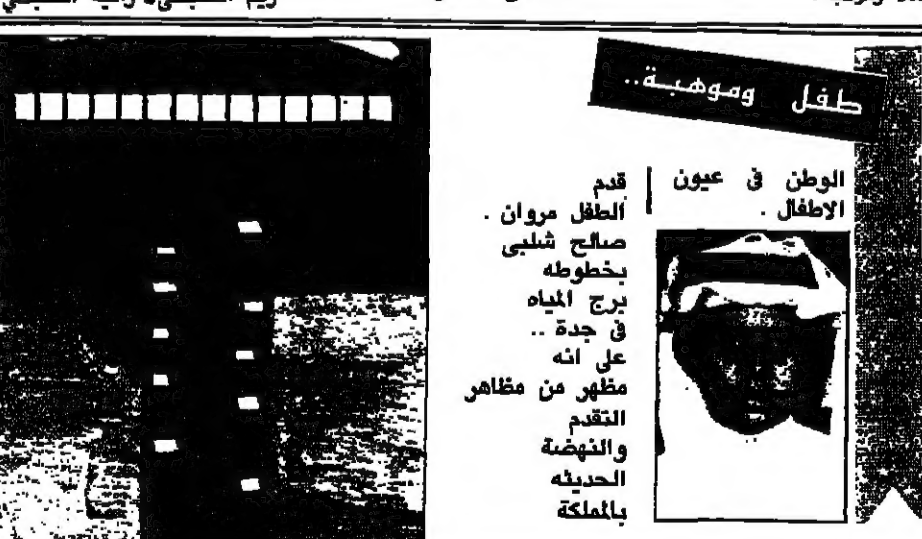 طفل وموهبة..
الوطن في عيون
الاطفال .
قدم
الطفل مروان .
صالح شلبى
بخطوطه
برج المياه
في جدة ..
على انه
مظهر من مظاهر
التقدم
والنهضة
الحديثه
بالمملكة